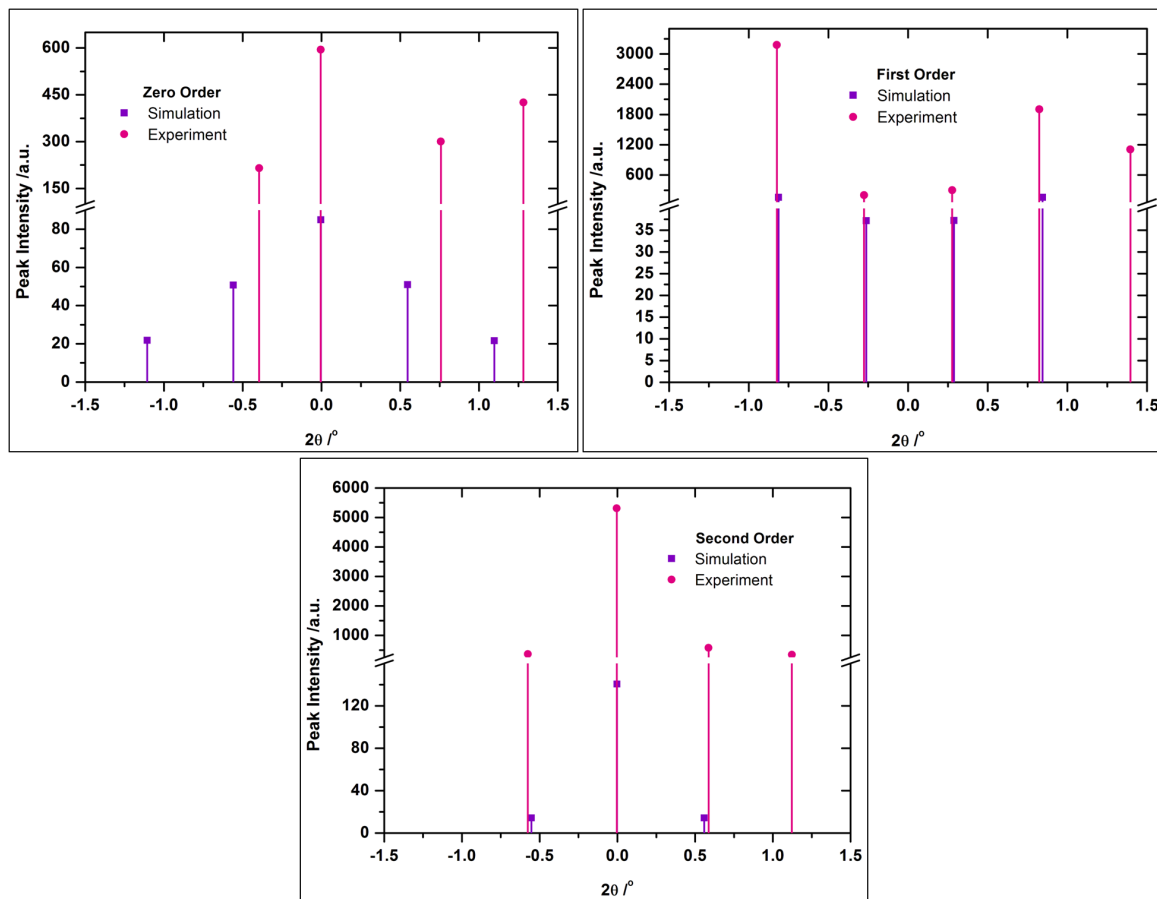 Zero Order
Simulation
Experiment
Peak Intensity /a.u.
600
450
300
150
80
60
40
20
0
-1.5 -1.0 -0.5 0.0 0.5 1.0 1.5
2θ /°
First Order
Simulation
Experiment
Peak Intensity /a.u.
3000
2400
1800
1200
600
35
30
25
20
15
10
5
0
-1.5 -1.0 -0.5 0.0 0.5 1.0 1.5
2θ /°
Second Order
Simulation
Experiment
Peak Intensity /a.u.
6000
5000
4000
3000
2000
1000
120
80
40
0
-1.5 -1.0 -0.5 0.0 0.5 1.0 1.5
2θ /°